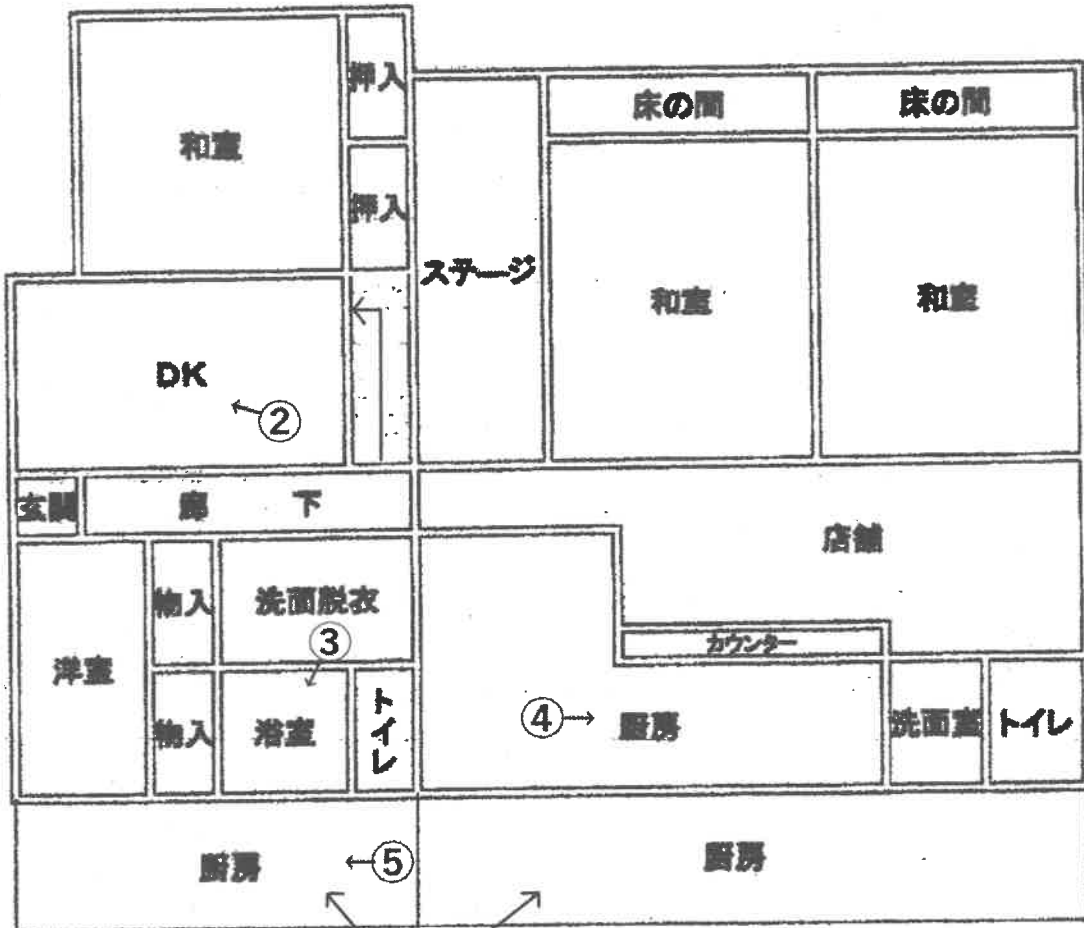 押入
床の間
床の間
和室
押入
ステージ
和室
和室
DK
②
玄関
廊 下
店舗
物入
洗面脱衣
カウンター
③
洋室
物入
浴室
トイレ
④
厨房
洗面室
トイレ
厨房
⑤
厨房